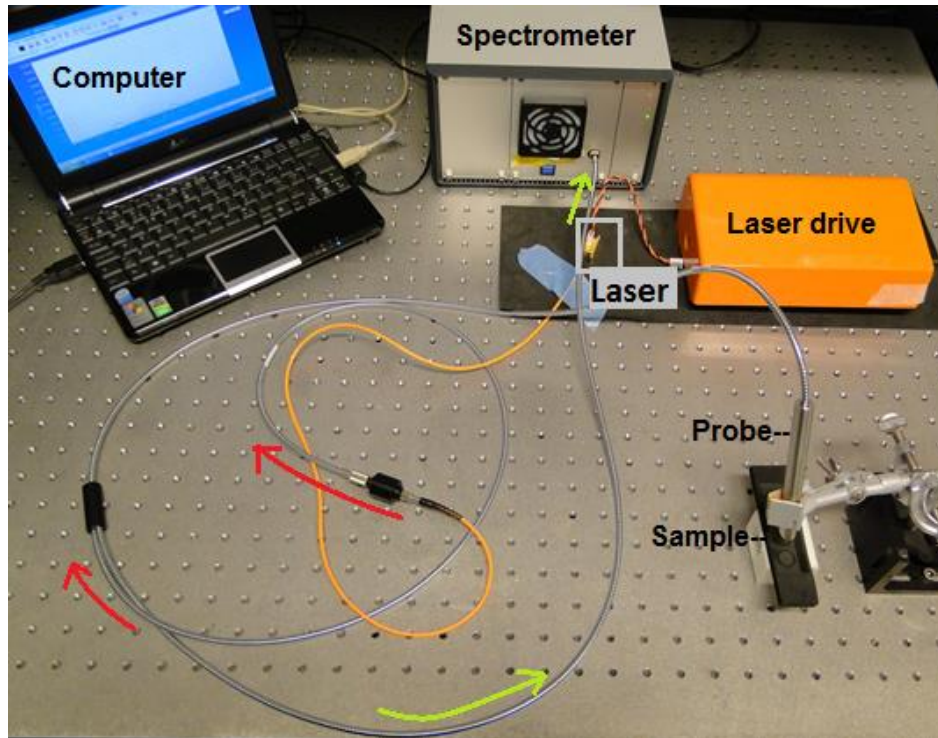 Spectrometer
Computer
Laser drive
Laser
Probe--
Sample--